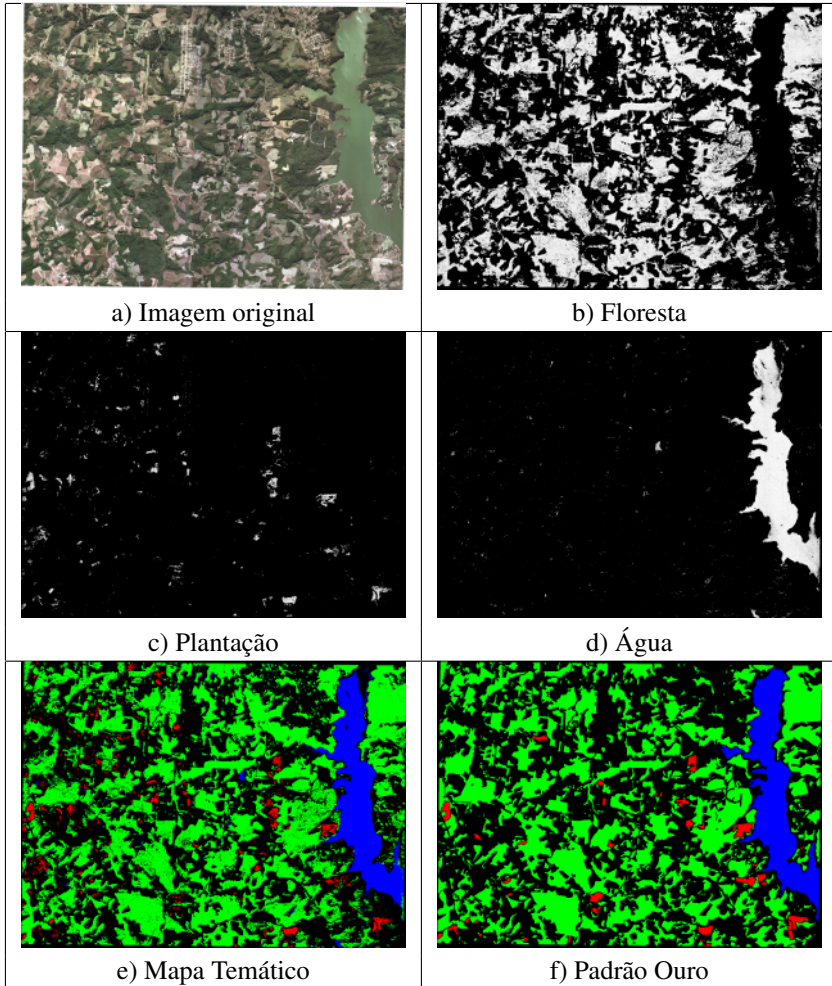 a) Imagem original
b) Floresta
c) Plantação
d) Água
e) Mapa Temático
f) Padrão Ouro